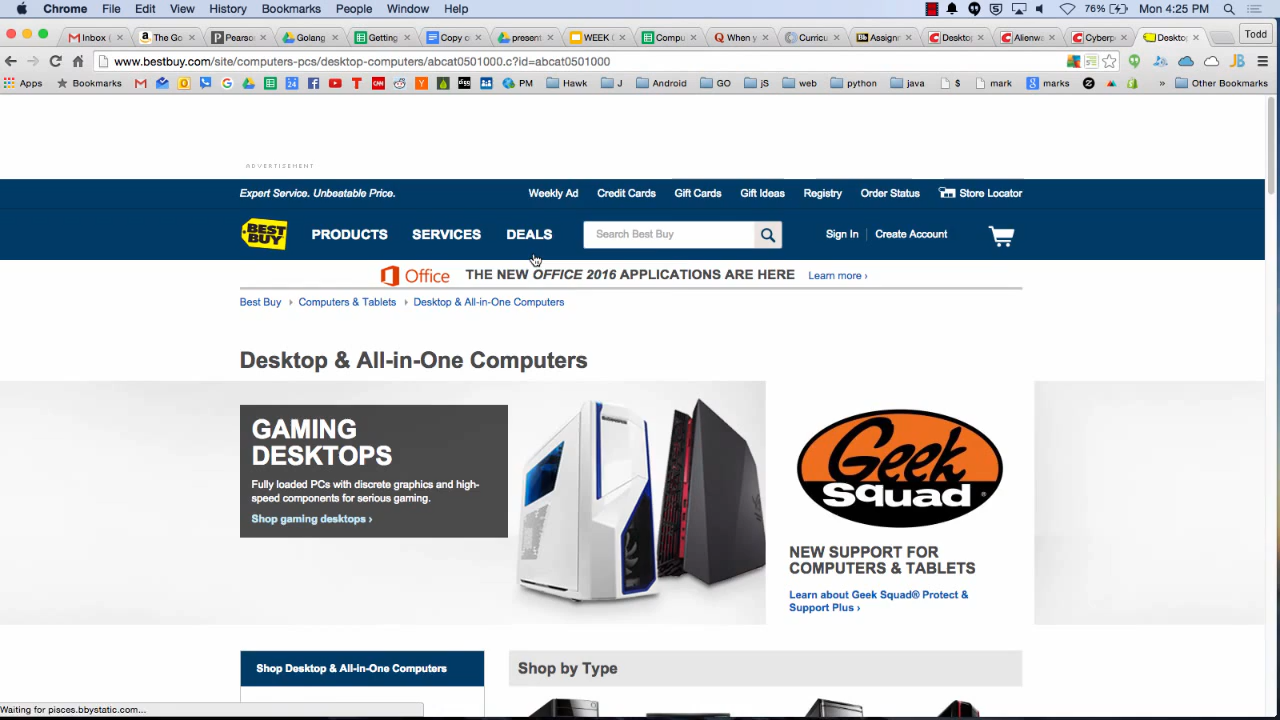 Chrome File Edit View History Bookmarks People Window Help 76% Mon 4:25 PM
Inbox ( The Go Pearso Golang Getting Copy o present WEEK Compu When y Curricu Assign Desktop Alienwa Cyberp Desktop Todd
www.bestbuy.com/site/computers-pcs/desktop-computers/abcat0501000.c?id=abcat0501000
Apps Bookmarks PM Hawk J Android GO jS web python java $ mark marks » Other Bookmarks
ADVERTIZEMENT
Expert Service. Unbeatable Price. Weekly Ad Credit Cards Gift Cards Gift Ideas Registry Order Status Store Locator
BEST BUY PRODUCTS SERVICES DEALS Search Best Buy Sign In Create Account
Office THE NEW OFFICE 2016 APPLICATIONS ARE HERE Learn more ›
Best Buy Computers & Tablets Desktop & All-in-One Computers
Desktop & All-in-One Computers
GAMING
DESKTOPS
Fully loaded PCs with discrete graphics and high-
speed components for serious gaming.
Shop gaming desktops ›
Geek
Squad
NEW SUPPORT FOR
COMPUTERS & TABLETS
Learn about Geek Squad® Protect &
Support Plus ›
Shop Desktop & All-in-One Computers
Shop by Type
Waiting for pisces.bbystatic.com...